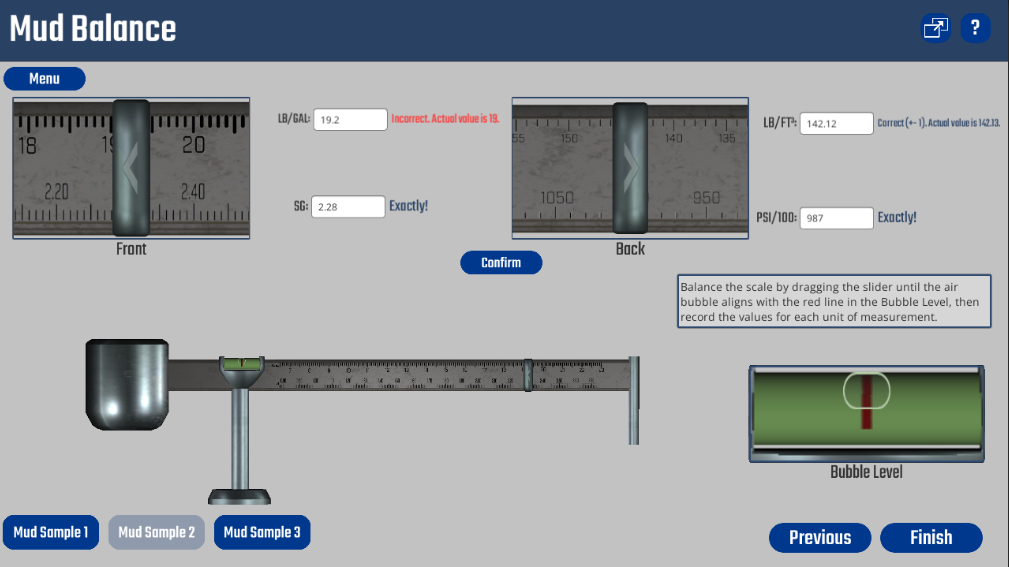 Mud Balance
?
Menu
18 19 20
2.20 2.40
Front
LB/GAL: 19.2 Incorrect. Actual value is 19.
SG: 2.28 Exactly!
55 150 140 135
1050 950
Back
LB/FT³: 142.12 Correct (+- 1). Actual value is 142.13.
PSI/100: 987 Exactly!
Confirm
Balance the scale by dragging the slider until the air
bubble aligns with the red line in the Bubble Level, then
record the values for each unit of measurement.
Bubble Level
Mud Sample 1 Mud Sample 2 Mud Sample 3
Previous Finish